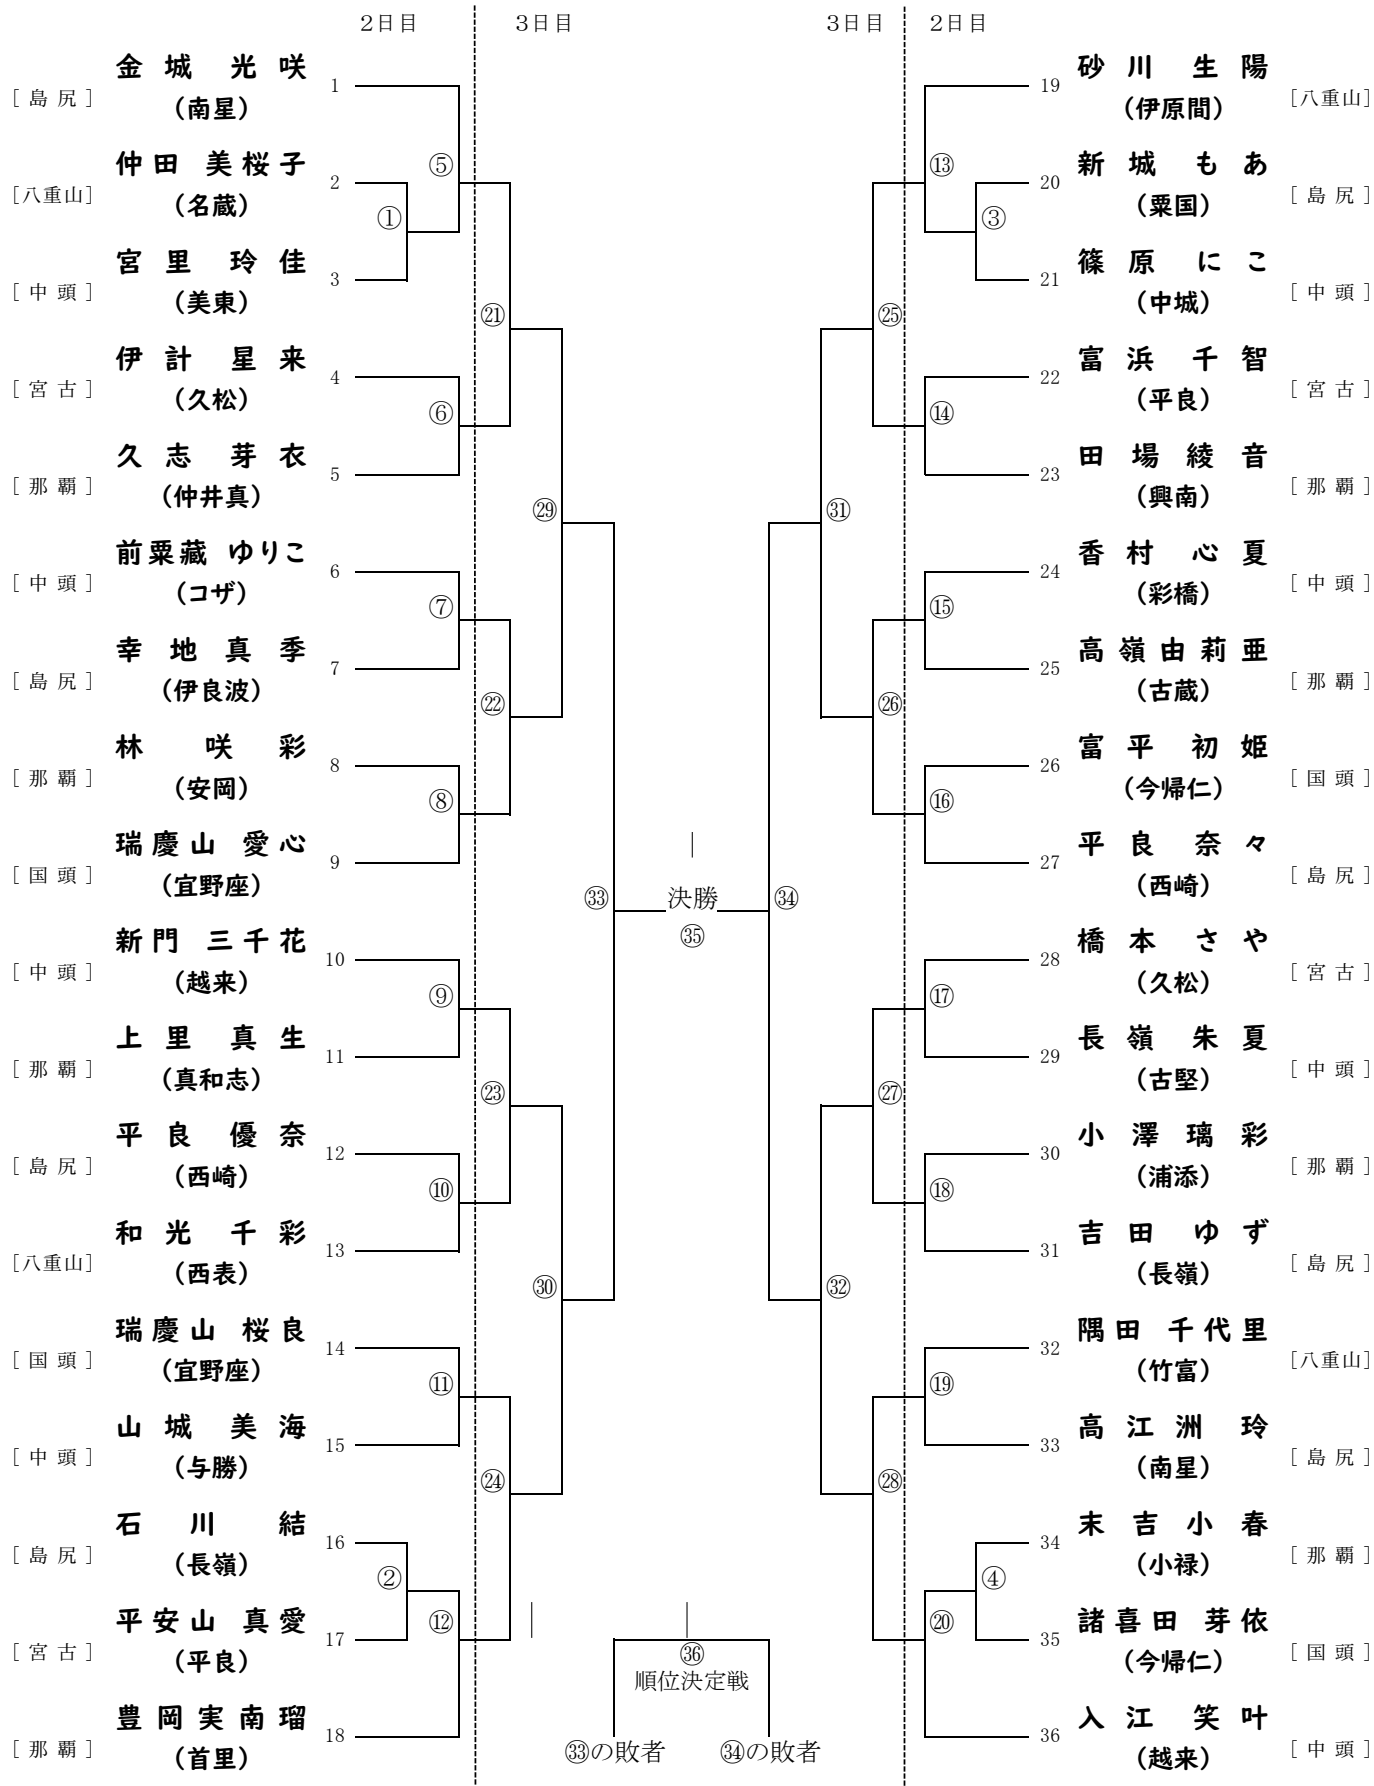 2日目 3日目 3日目 2日目
金城 光咲 1
[島尻]
(南星)
仲田 美桜子 2
[八重山]
(名蔵)
宮里 玲佳 3
[中頭]
(美東)
伊計 星来 4
[宮古]
(久松)
久志 芽衣 5
[那覇]
(仲井真)
前粟蔵 ゆりこ 6
[中頭]
(コザ)
幸地真季 7
[島尻]
(伊良波)
林 咲彩 8
[那覇]
(安岡)
瑞慶山 愛心 9
[国頭]
(宜野座)
新門 三千花 10
[中頭]
(越来)
上里 真生 11
[那覇]
(真和志)
平良 優奈 12
[島尻]
(西崎)
和光 千彩 13
[八重山]
(西表)
瑞慶山 桜良 14
[国頭]
(宜野座)
山城 美海 15
[中頭]
(与勝)
石川 結 16
[島尻]
(長嶺)
平安山 真愛 17
[宮古]
(平良)
豊岡実南瑠 18
[那覇]
(首里)
⑤
①
㉑
⑥
㉙
⑦
㉒
⑧
㉝
⑨
㉓
⑩
㉚
⑪
㉔
②
⑫
決勝
㉟
㊱
順位決定戦
㉝の敗者 ㉞の敗者
⑬
③
㉕
⑭
㉛
⑮
㉖
⑯
㉞
⑰
㉗
⑱
㉜
⑲
㉘
④
⑳
19 砂川 生陽
[八重山]
(伊原間)
20 新城 もあ
[島尻]
(粟国)
21 篠原 にこ
[中頭]
(中城)
22 富浜 千智
[宮古]
(平良)
23 田場綾音
[那覇]
(興南)
24 香村 心夏
[中頭]
(彩橋)
25 高嶺由莉亜
[那覇]
(古蔵)
26 富平 初姫
[国頭]
(今帰仁)
27 平良 奈々
[島尻]
(西崎)
28 橋本 さや
[宮古]
(久松)
29 長嶺 朱夏
[中頭]
(古堅)
30 小澤璃彩
[那覇]
(浦添)
31 吉田 ゆず
[島尻]
(長嶺)
32 隅田 千代里
[八重山]
(竹富)
33 高江洲 玲
[島尻]
(南星)
34 末吉小春
[那覇]
(小禄)
35 諸喜田 芽依
[国頭]
(今帰仁)
36 入江 笑叶
[中頭]
(越来)